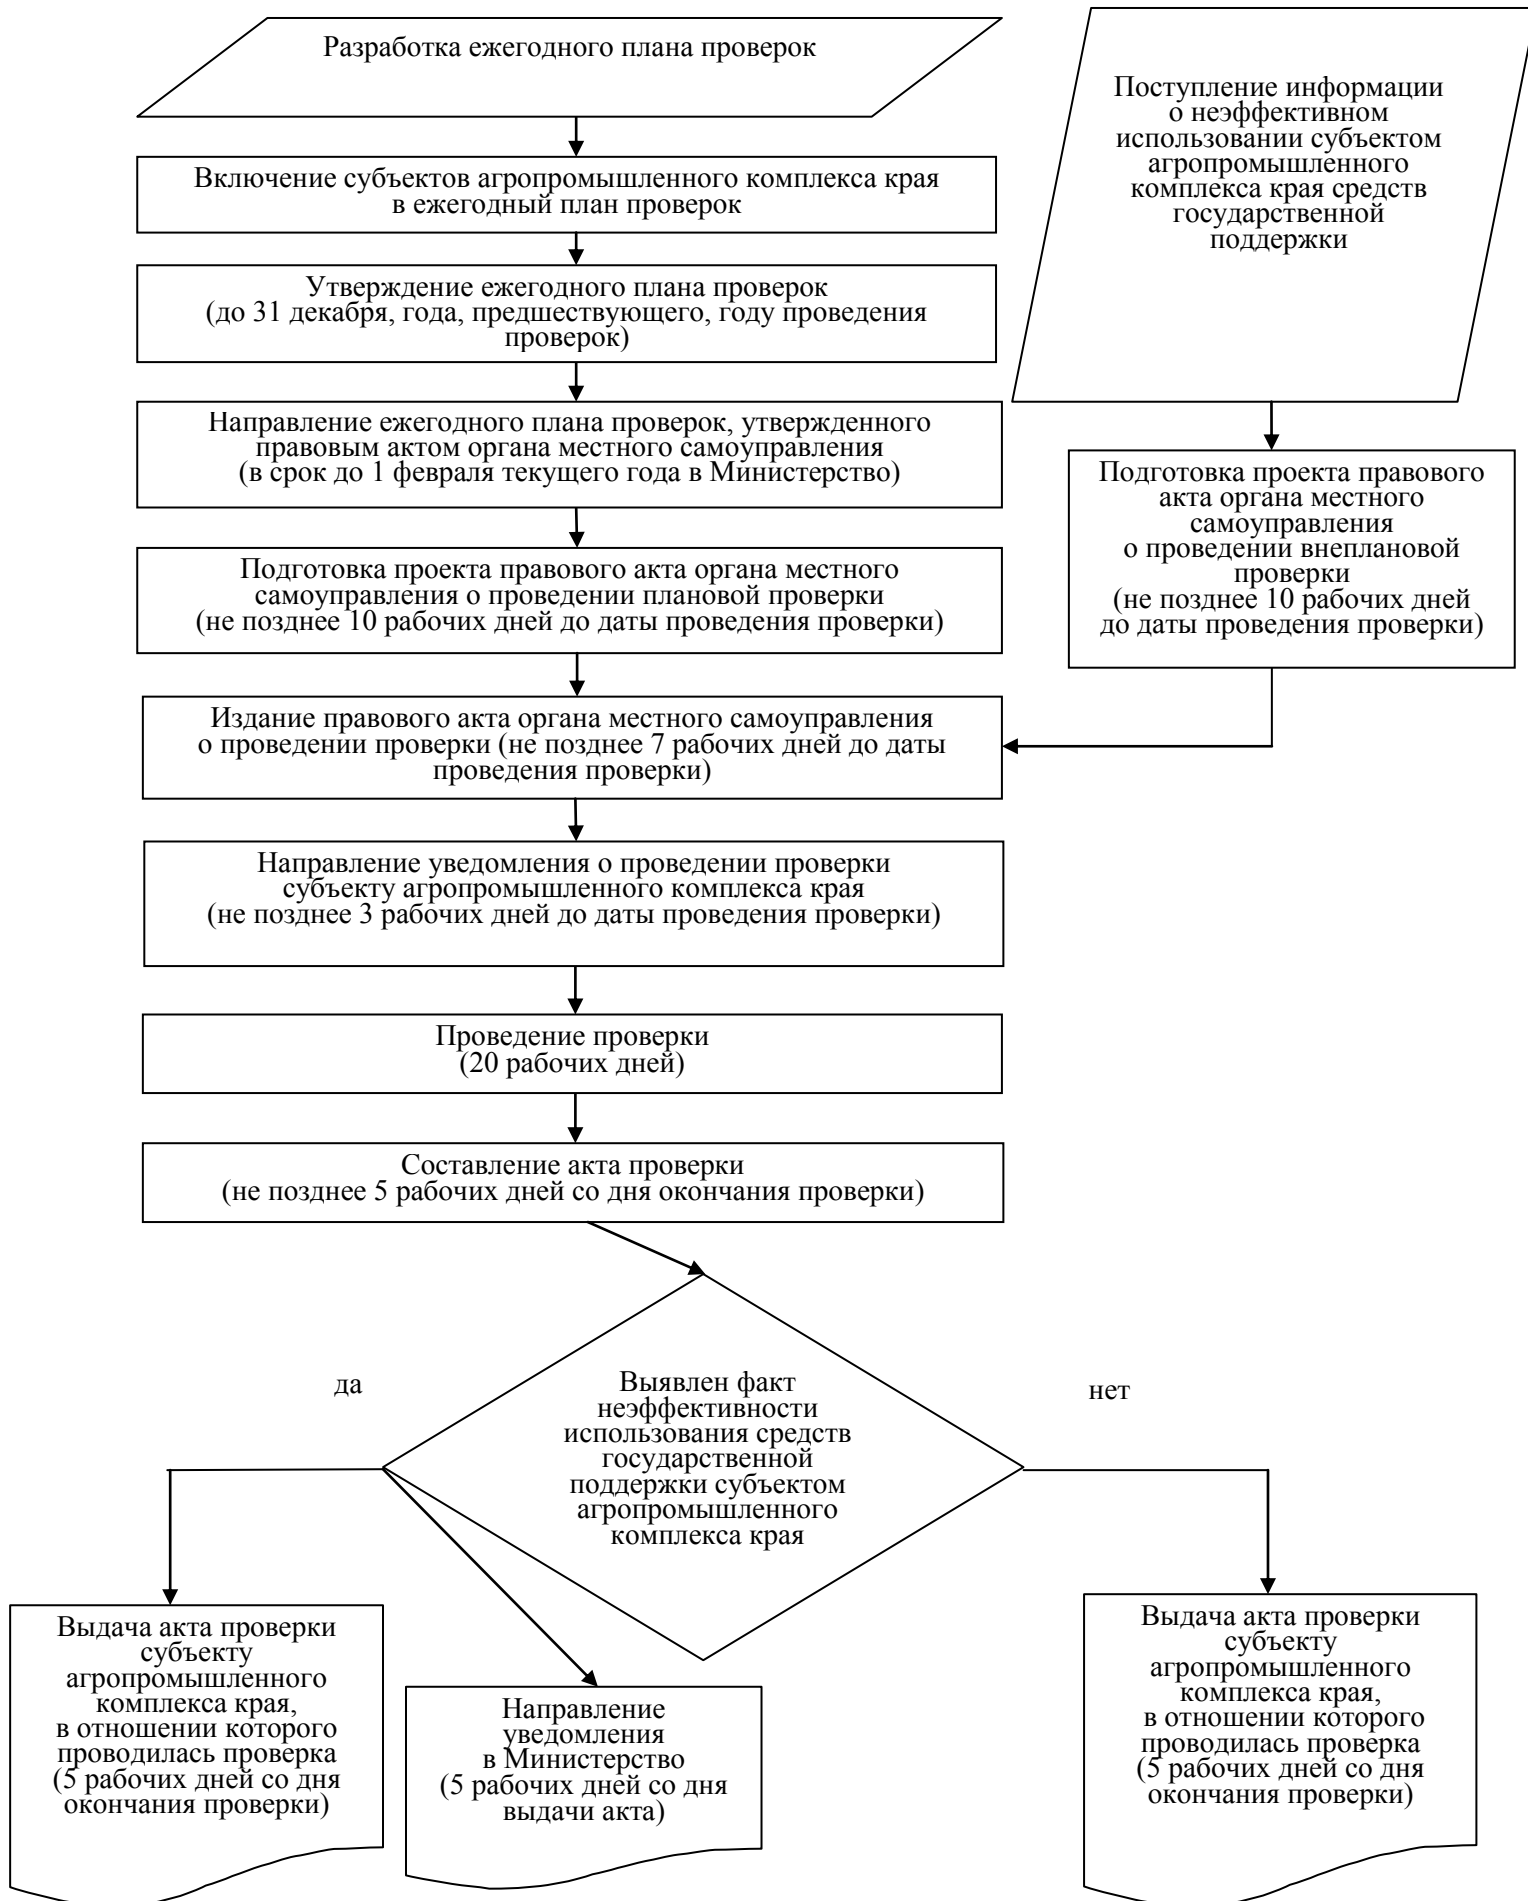 Разработка ежегодного плана проверок
Поступление информации
о неэффективном
использовании субъектом
агропромышленного
комплекса края средств
государственной
поддержки
Включение субъектов агропромышленного комплекса края
в ежегодный план проверок
Утверждение ежегодного плана проверок
(до 31 декабря, года, предшествующего, году проведения
проверок)
Направление ежегодного плана проверок, утвержденного
правовым актом органа местного самоуправления
(в срок до 1 февраля текущего года в Министерство)
Подготовка проекта правового
акта органа местного
самоуправления
о проведении внеплановой
проверки
(не позднее 10 рабочих дней
до даты проведения проверки)
Подготовка проекта правового акта органа местного
самоуправления о проведении плановой проверки
(не позднее 10 рабочих дней до даты проведения проверки)
Издание правового акта органа местного самоуправления
о проведении проверки (не позднее 7 рабочих дней до даты
проведения проверки)
Направление уведомления о проведении проверки
субъекту агропромышленного комплекса края
(не позднее 3 рабочих дней до даты проведения проверки)
Проведение проверки
(20 рабочих дней)
Составление акта проверки
(не позднее 5 рабочих дней со дня окончания проверки)
да
Выявлен факт
неэффективности
использования средств
государственной
поддержки субъектом
агропромышленного
комплекса края
нет
Выдача акта проверки
субъекту
агропромышленного
комплекса края,
в отношении которого
проводилась проверка
(5 рабочих дней со дня
окончания проверки)
Направление
уведомления
в Министерство
(5 рабочих дней со дня
выдачи акта)
Выдача акта проверки
субъекту
агропромышленного
комплекса края,
в отношении которого
проводилась проверка
(5 рабочих дней со дня
окончания проверки)